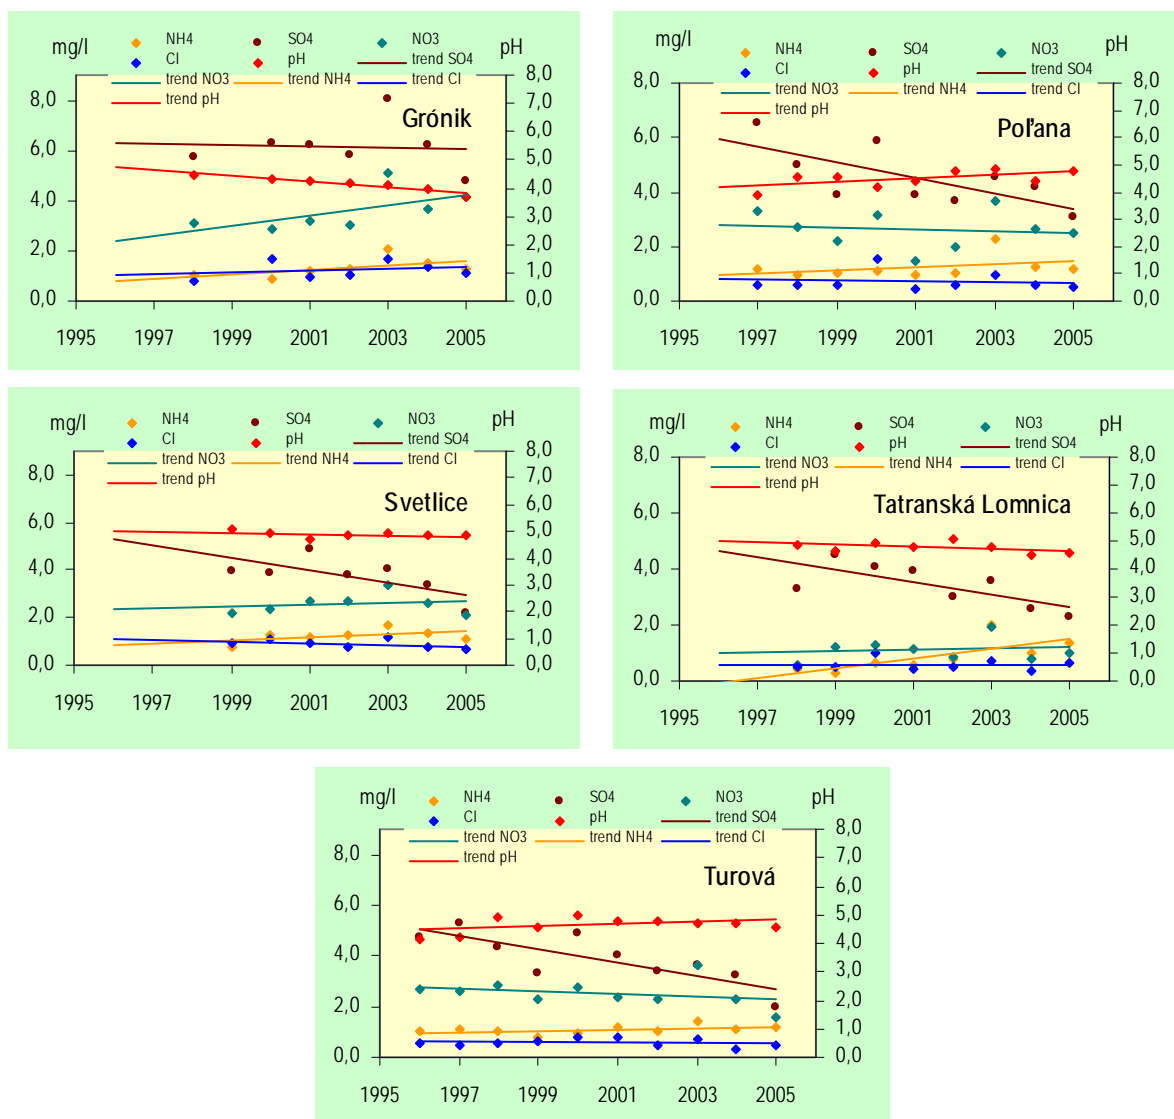 mg/l NH4 SO4 NO3 pH
Cl pH trend SO4
trend NO3 trend NH4 trend Cl
trend pH
Grónik
8,0
6,0
4,0
2,0
0,0
8,0
7,0
6,0
5,0
4,0
3,0
2,0
1,0
0,0
1995 1997 1999 2001 2003 2005
mg/l NH4 SO4 NO3 pH
Cl pH trend SO4
trend NO3 trend NH4 trend Cl
trend pH
Poľana
8,0
6,0
4,0
2,0
0,0
8,0
7,0
6,0
5,0
4,0
3,0
2,0
1,0
0,0
1995 1997 1999 2001 2003 2005
mg/l NH4 SO4 NO3 pH
Cl pH trend SO4
trend NO3 trend NH4 trend Cl
trend pH
Svetlice
8,0
6,0
4,0
2,0
0,0
8,0
7,0
6,0
5,0
4,0
3,0
2,0
1,0
0,0
1995 1997 1999 2001 2003 2005
mg/l NH4 SO4 NO3 pH
Cl pH trend SO4
trend NO3 trend NH4 trend Cl
trend pH
Tatranská Lomnica
8,0
6,0
4,0
2,0
0,0
8,0
7,0
6,0
5,0
4,0
3,0
2,0
1,0
0,0
1995 1997 1999 2001 2003 2005
mg/l NH4 SO4 NO3 pH
Cl pH trend SO4
trend NO3 trend NH4 trend Cl
trend pH
Turová
8,0
6,0
4,0
2,0
0,0
8,0
7,0
6,0
5,0
4,0
3,0
2,0
1,0
0,0
1995 1997 1999 2001 2003 2005